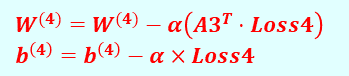 W⁽⁴⁾ = W⁽⁴⁾ − α(A3ᵀ · Loss4)
b⁽⁴⁾ = b⁽⁴⁾ − α × Loss4